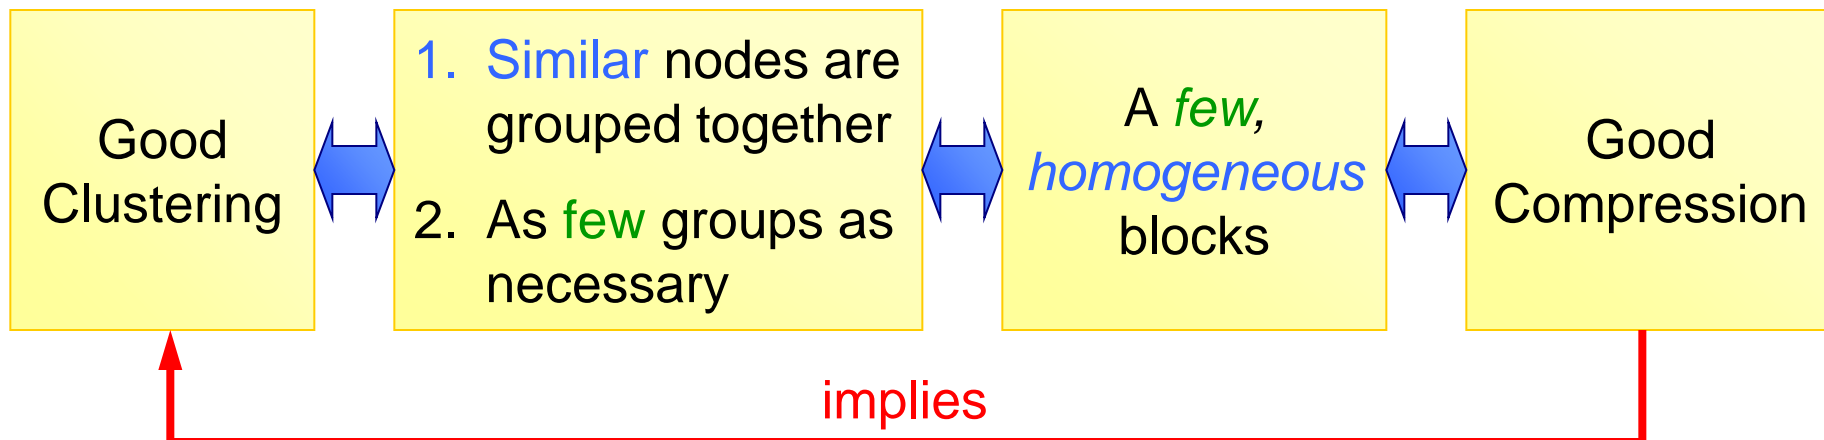 Good
Clustering
1. Similar nodes are
grouped together
2. As few groups as
necessary
A few,
homogeneous
blocks
Good
Compression
implies